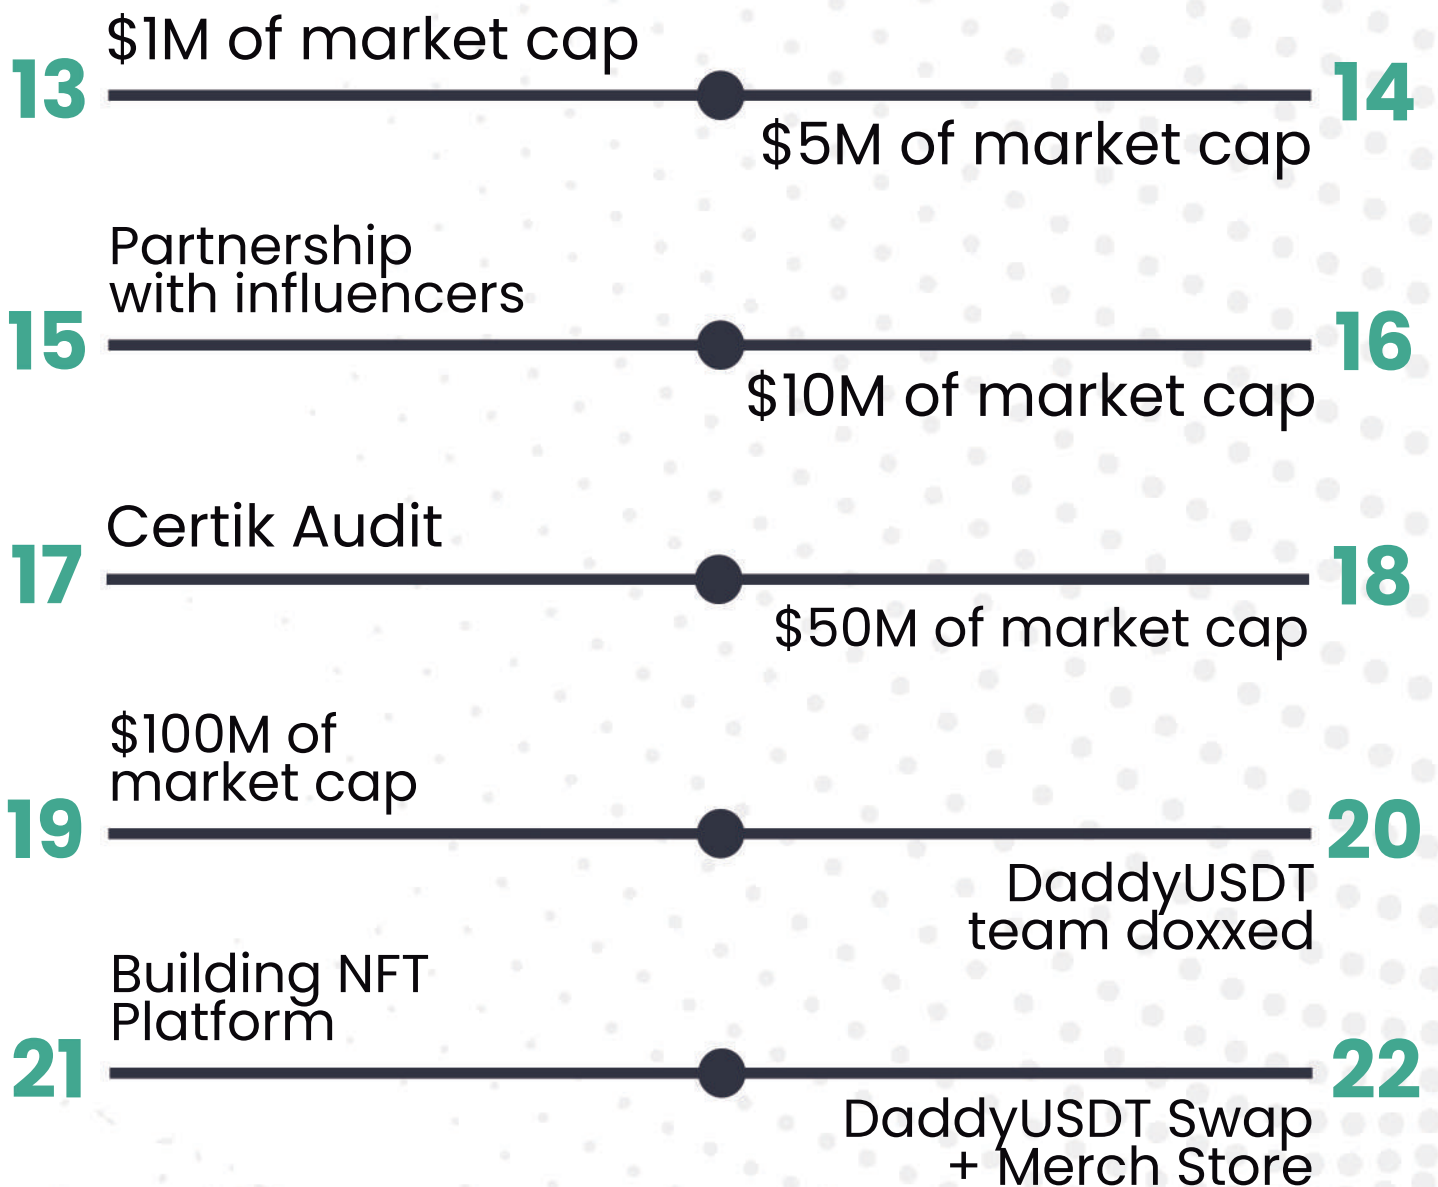 $1M of market cap
13
14
$5M of market cap
Partnership
with influencers
15
16
$10M of market cap
Certik Audit
17
18
$50M of market cap
$100M of
market cap
19
20
DaddyUSDT
team doxxed
Building NFT
Platform
21
22
DaddyUSDT Swap
+ Merch Store